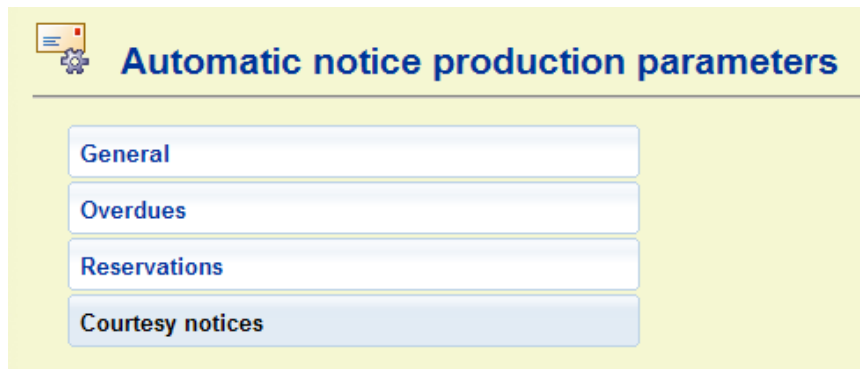 Automatic notice production parameters
General
Overdues
Reservations
Courtesy notices